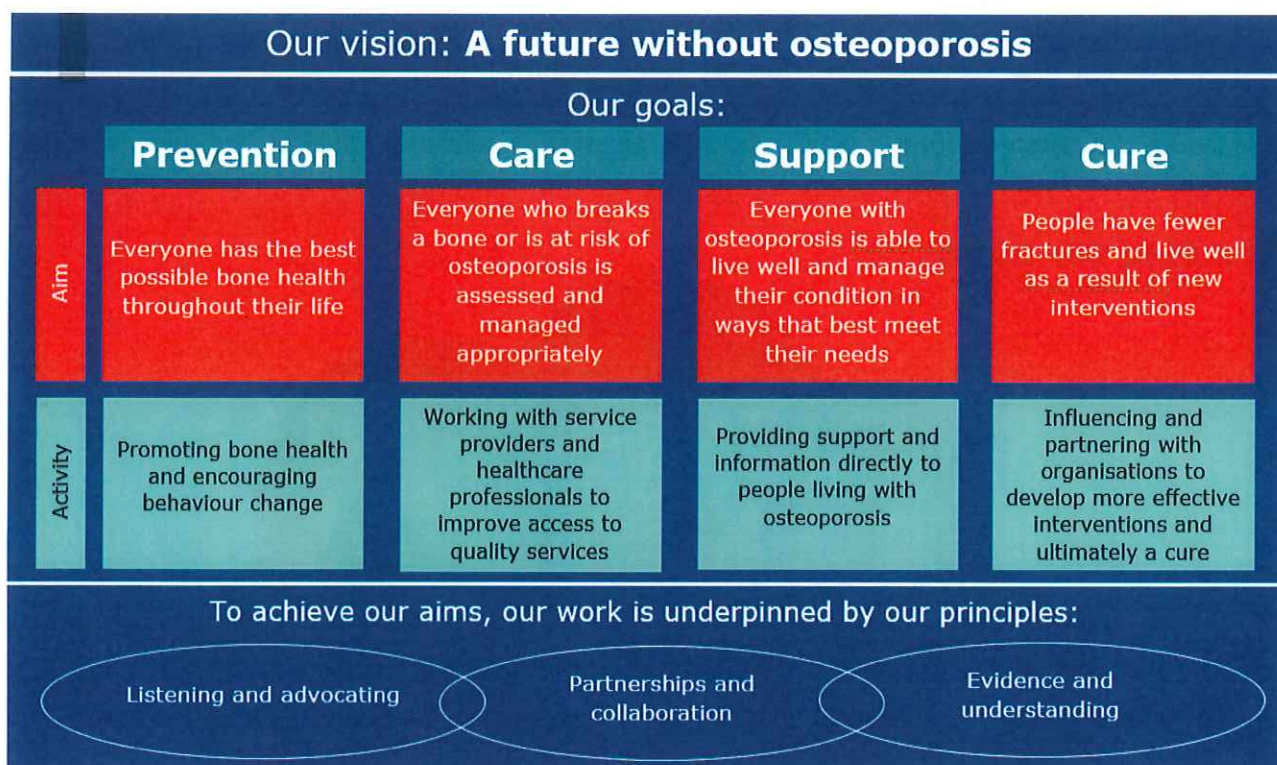 Our vision: A future without osteoporosis
Our goals:
Prevention
Care
Support
Cure
Aim
Everyone has the best
possible bone health
throughout their life
Everyone who breaks
a bone or is at risk of
osteoporosis is
assessed and
managed
appropriately
Everyone with
osteoporosis is able to
live well and manage
their condition in
ways that best meet
their needs
People have fewer
fractures and live well
as a result of new
interventions
Activity
Promoting bone health
and encouraging
behaviour change
Working with service
providers and
healthcare
professionals to
improve access to
quality services
Providing support and
information directly to
people living with
osteoporosis
Influencing and
partnering with
organisations to
develop more effective
interventions and
ultimately a cure
To achieve our aims, our work is underpinned by our principles:
Listening and advocating
Partnerships and
collaboration
Evidence and
understanding